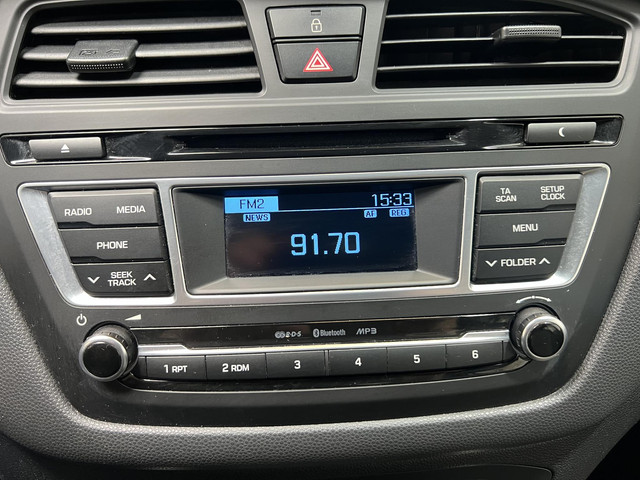 RADIO MEDIA
PHONE
SEEK
TRACK
FM2 15:33
NEWS AF REG
91.70
TA
SCAN
SETUP
CLOCK
MENU
FOLDER
R·D·S Bluetooth MP3
1 RPT 2 RDM 3 4 5 6